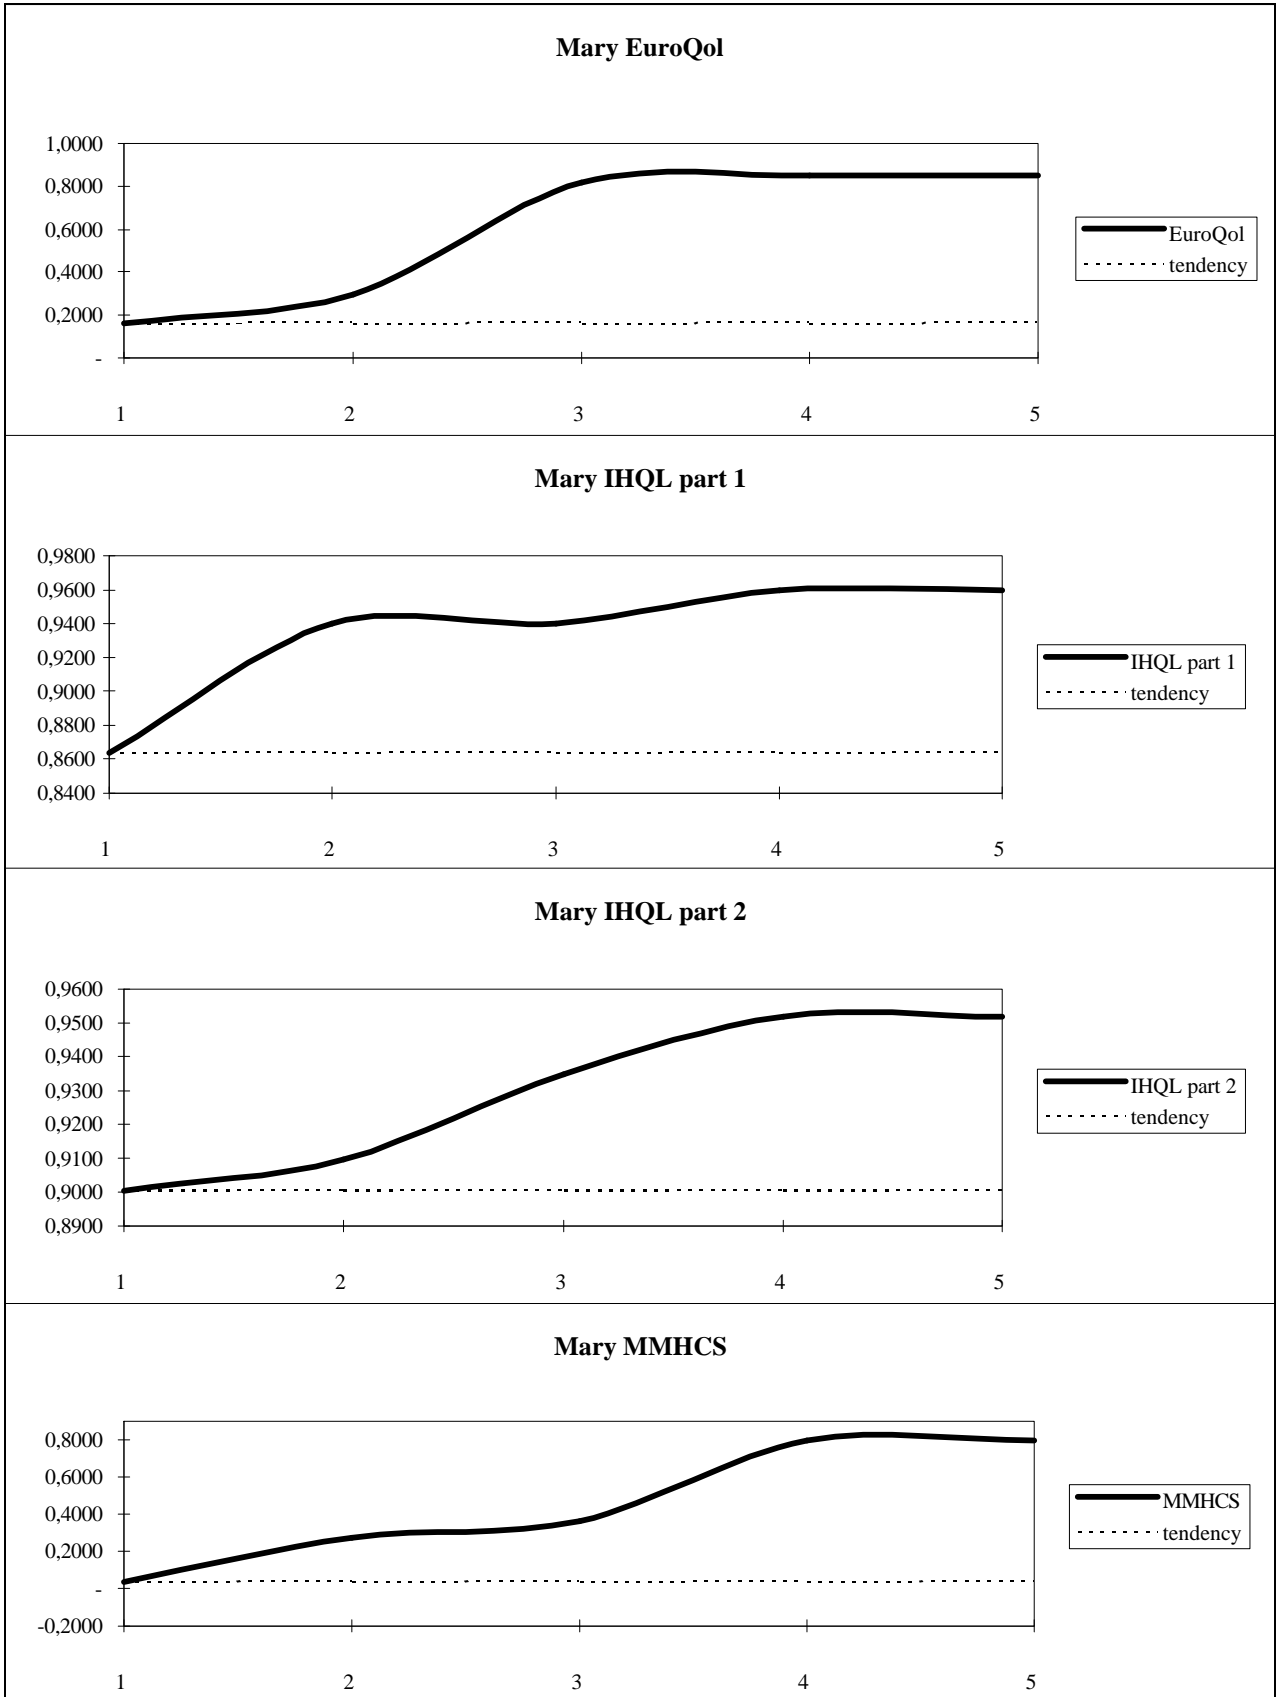 Mary EuroQol
1,0000
0,8000
0,6000
0,4000
0,2000
-
1 2 3 4 5
EuroQol
tendency
Mary IHQL part 1
0,9800
0,9600
0,9400
0,9200
0,9000
0,8800
0,8600
0,8400
1 2 3 4 5
IHQL part 1
tendency
Mary IHQL part 2
0,9600
0,9500
0,9400
0,9300
0,9200
0,9100
0,9000
0,8900
1 2 3 4 5
IHQL part 2
tendency
Mary MMHCS
0,8000
0,6000
0,4000
0,2000
-
-0,2000
1 2 3 4 5
MMHCS
tendency